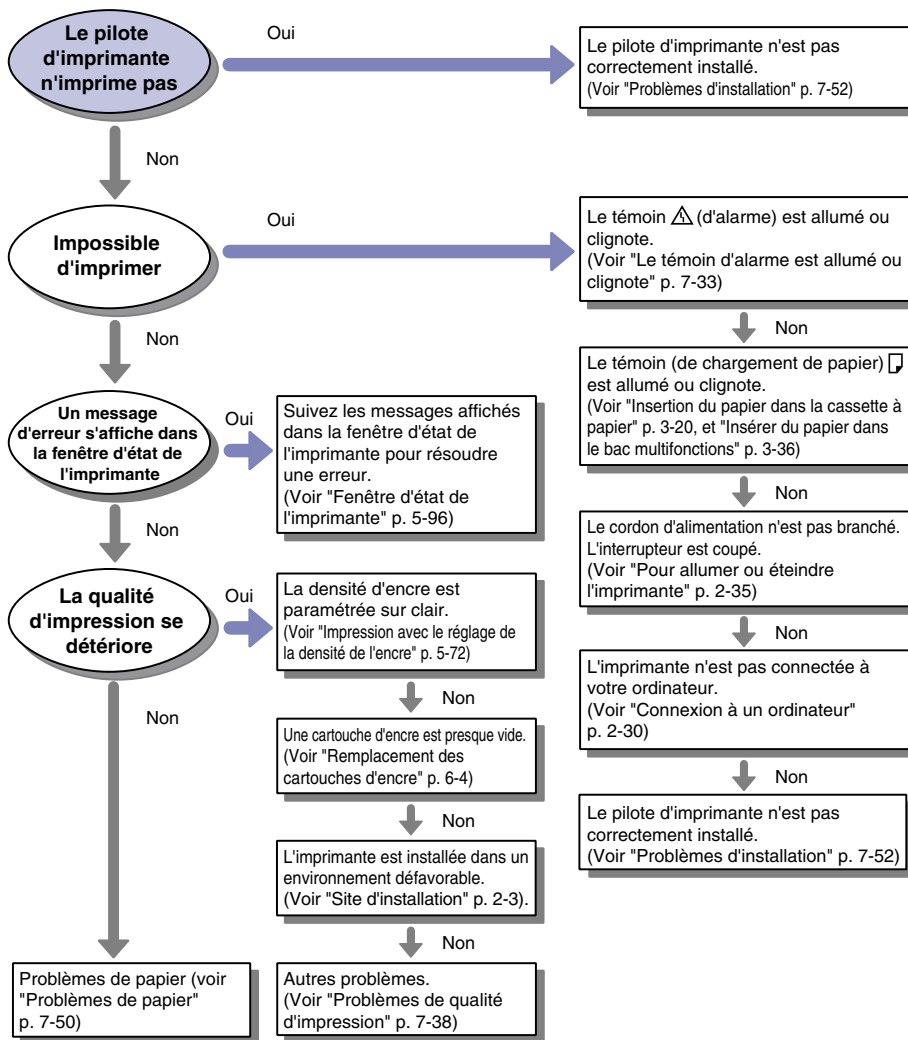 Le pilote
d'imprimante
n'imprime pas
Oui
Le pilote d'imprimante n'est pas
correctement installé.
(Voir "Problèmes d'installation" p. 7-52)
Non
Impossible
d'imprimer
Oui
Le témoin (d'alarme) est allumé ou
clignote.
(Voir "Le témoin d'alarme est allumé ou
clignote" p. 7-33)
Non
Le témoin (de chargement de papier)
est allumé ou clignote.
(Voir "Insertion du papier dans la cassette à
papier" p. 3-20, et "Insérer du papier dans
le bac multifonctions" p. 3-36)
Non
Le cordon d'alimentation n'est pas branché.
L'interrupteur est coupé.
(Voir "Pour allumer ou éteindre
l'imprimante" p. 2-35)
Non
L'imprimante n'est pas connectée à
votre ordinateur.
(Voir "Connexion à un ordinateur"
p. 2-30)
Non
Le pilote d'imprimante n'est pas
correctement installé.
(Voir "Problèmes d'installation" p. 7-52)
Non
Un message
d'erreur s'affiche dans
la fenêtre d'état de
l'imprimante
Oui
Suivez les messages affichés
dans la fenêtre d'état de
l'imprimante pour résoudre
une erreur.
(Voir "Fenêtre d'état de
l'imprimante" p. 5-96)
Non
La qualité
d'impression se
détériore
Oui
La densité d'encre est
paramétrée sur clair.
(Voir "Impression avec le réglage de
la densité de l'encre" p. 5-72)
Non
Une cartouche d'encre est presque vide.
(Voir "Remplacement des
cartouches d'encre" p. 6-4)
Non
L'imprimante est installée dans un
environnement défavorable.
(Voir "Site d'installation" p. 2-3).
Non
Autres problèmes.
(Voir "Problèmes de qualité
d'impression" p. 7-38)
Non
Problèmes de papier (voir
"Problèmes de papier"
p. 7-50)